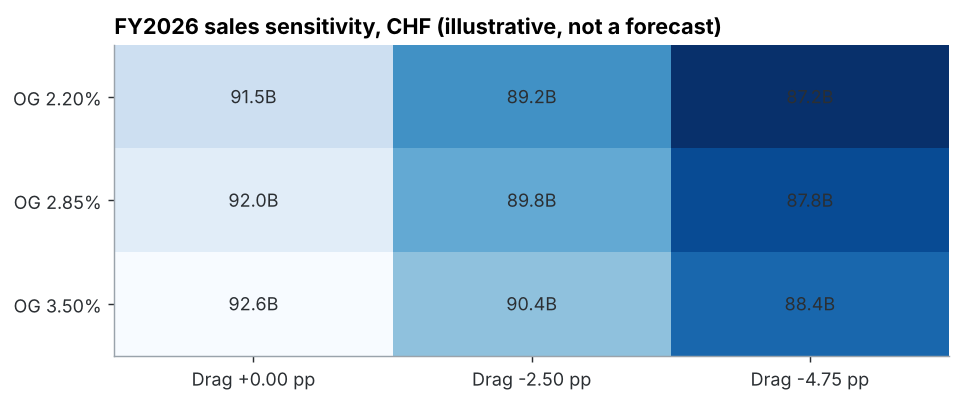 FY2026 sales sensitivity, CHF (illustrative, not a forecast)
OG 2.20% 91.5B 89.2B 87.2B
OG 2.85% 92.0B 89.8B 87.8B
OG 3.50% 92.6B 90.4B 88.4B
Drag +0.00 pp Drag -2.50 pp Drag -4.75 pp